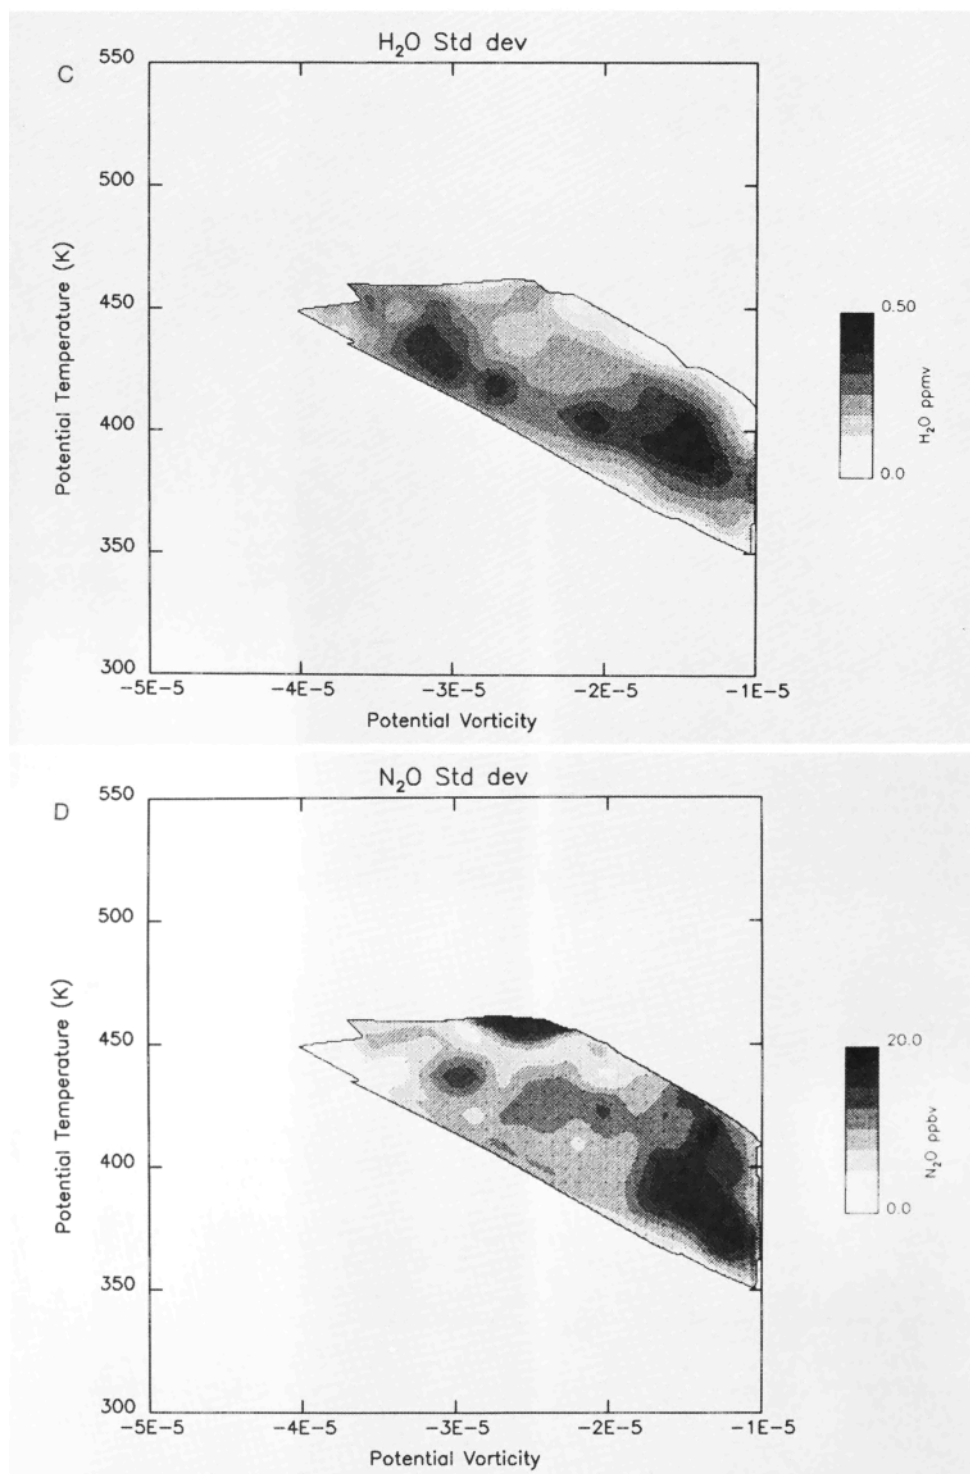 H₂O Std dev
C
550
500
450
400
350
300
Potential Temperature (K)
-5E-5 -4E-5 -3E-5 -2E-5 -1E-5
Potential Vorticity
0.50
H₂O ppmv
0.0
N₂O Std dev
D
550
500
450
400
350
300
Potential Temperature (K)
-5E-5 -4E-5 -3E-5 -2E-5 -1E-5
Potential Vorticity
20.0
N₂O ppbv
0.0